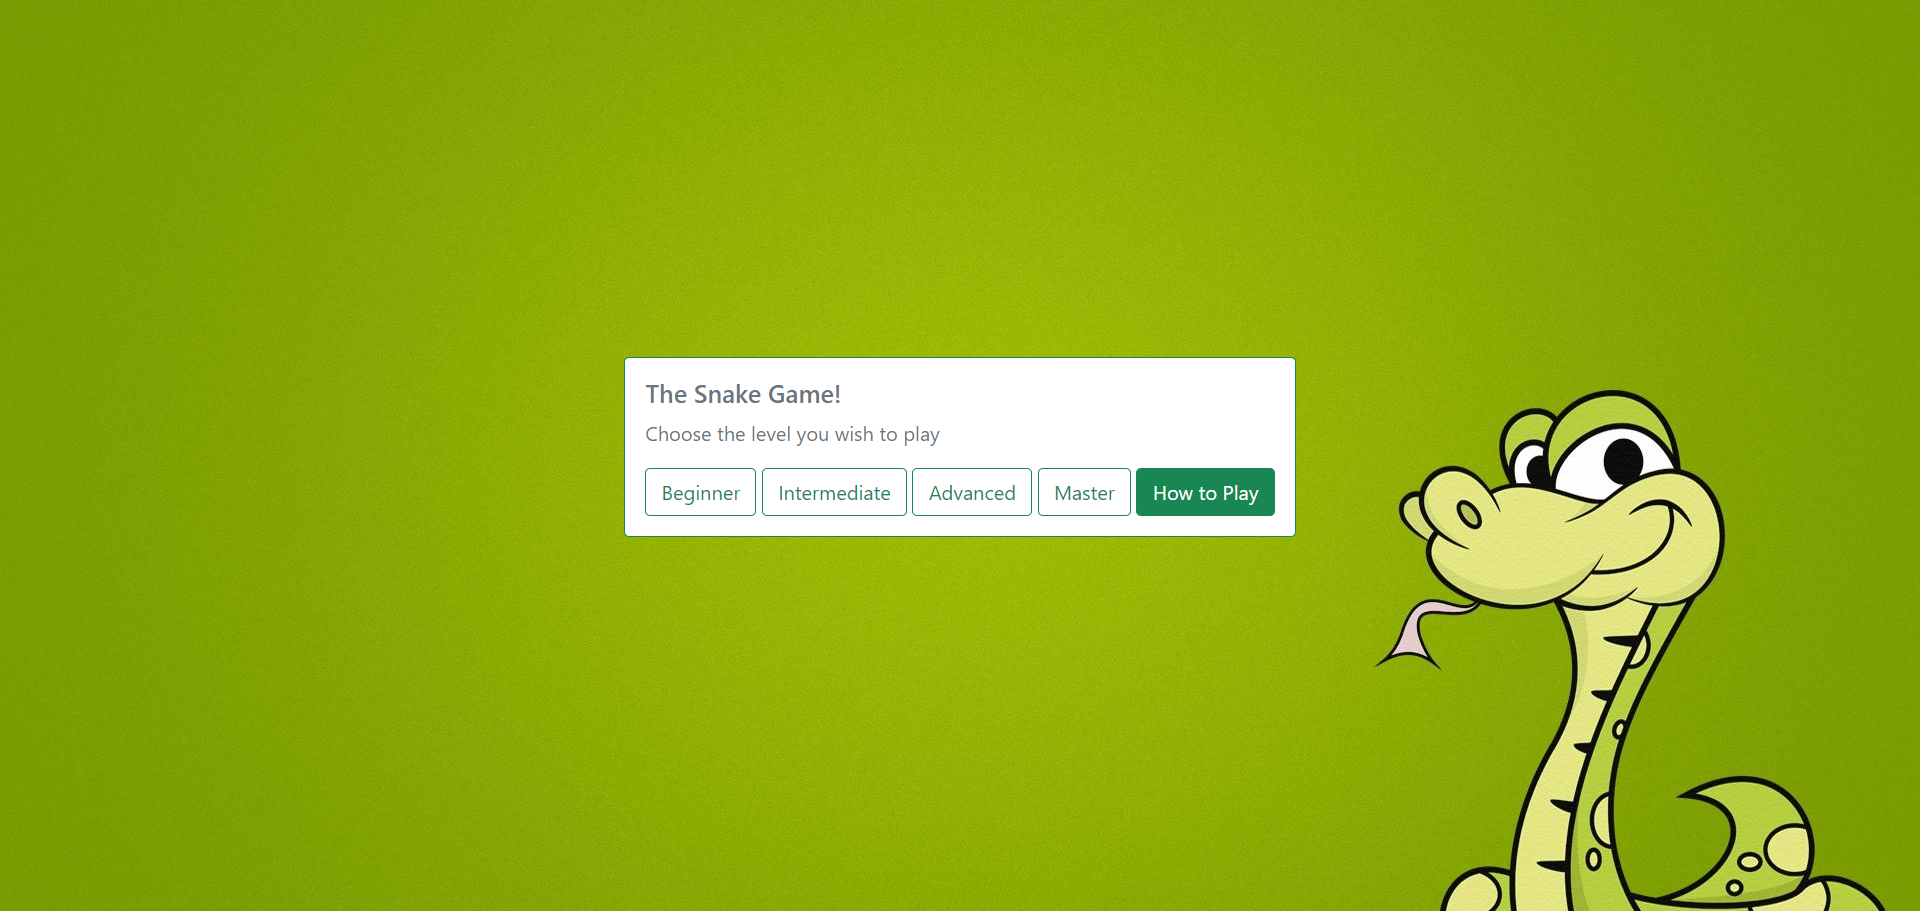 The Snake Game!
Choose the level you wish to play
Beginner Intermediate Advanced Master How to Play